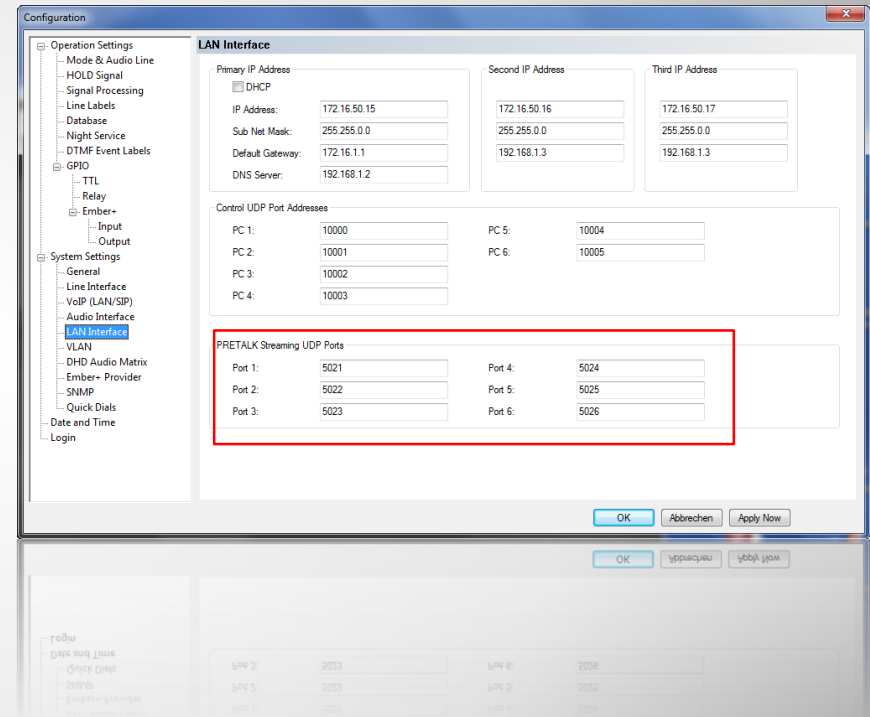 Configuration
Operation Settings
Mode & Audio Line
HOLD Signal
Signal Processing
Line Labels
Database
Night Service
DTMF Event Labels
GPIO
TTL
Relay
Ember+
Input
Output
System Settings
General
Line Interface
VoIP (LAN/SIP)
Audio Interface
LAN Interface
VLAN
DHD Audio Matrix
Ember+ Provider
SNMP
Quick Dials
Date and Time
Login
LAN Interface
Primary IP Address
DHCP
IP Address: 172.16.50.15
Sub Net Mask: 255.255.0.0
Default Gateway: 172.16.1.1
DNS Server: 192.168.1.2
Second IP Address
172.16.50.16
255.255.0.0
192.168.1.3
Third IP Address
172.16.50.17
255.255.0.0
192.168.1.3
Control UDP Port Addresses
PC 1: 10000 PC 5: 10004
PC 2: 10001 PC 6: 10005
PC 3: 10002
PC 4: 10003
PRETALK Streaming UDP Ports
Port 1: 5021 Port 4: 5024
Port 2: 5022 Port 5: 5025
Port 3: 5023 Port 6: 5026
OK Abbrechen Apply Now